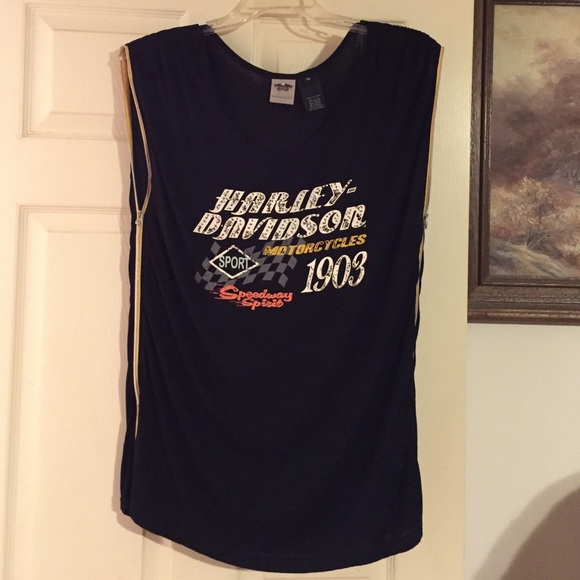 HARLEY-
DAVIDSON
MOTORCYCLES
SPORT
1903
Speedway
Spirit